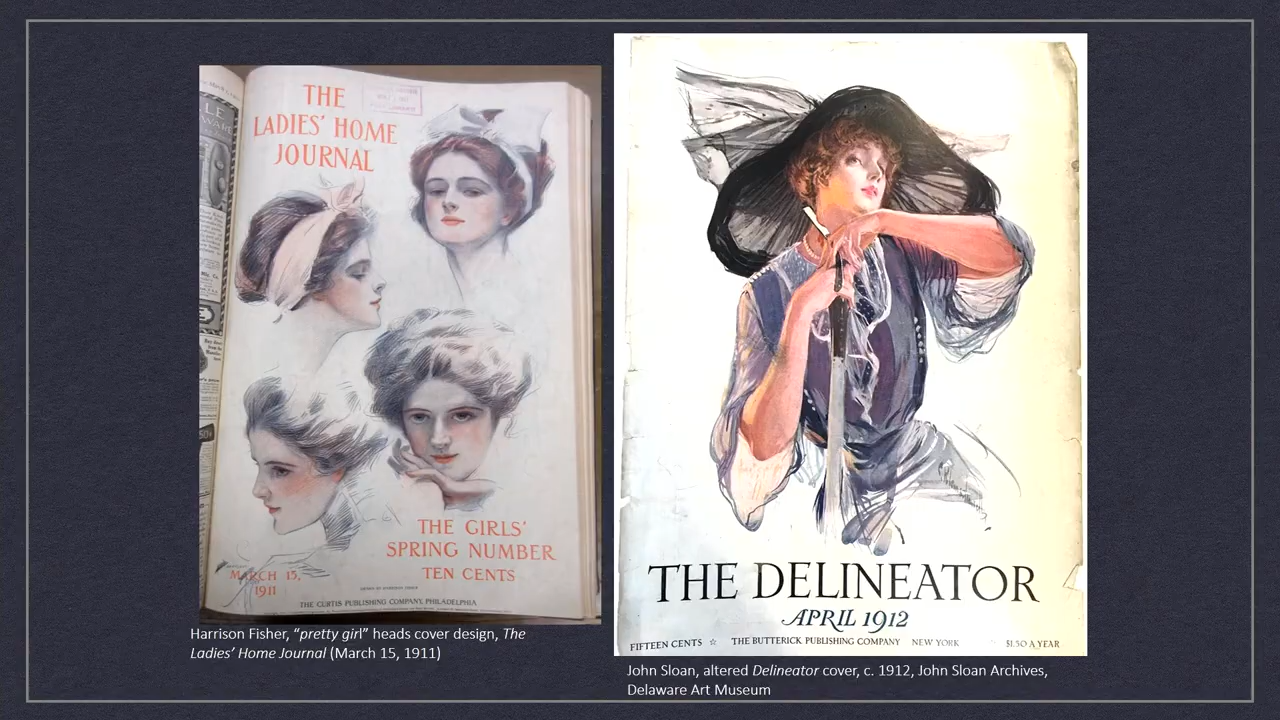 THE
LADIES' HOME
JOURNAL
THE GIRLS'
SPRING NUMBER
TEN CENTS
MARCH 15,
1911
THE CURTIS PUBLISHING COMPANY, PHILADELPHIA
Harrison Fisher, “pretty girl” heads cover design, The
Ladies’ Home Journal (March 15, 1911)
THE DELINEATOR
APRIL 1912
FIFTEEN CENTS ☆ THE BUTTERICK PUBLISHING COMPANY NEW YORK $1.50 A YEAR
John Sloan, altered Delineator cover, c. 1912, John Sloan Archives,
Delaware Art Museum